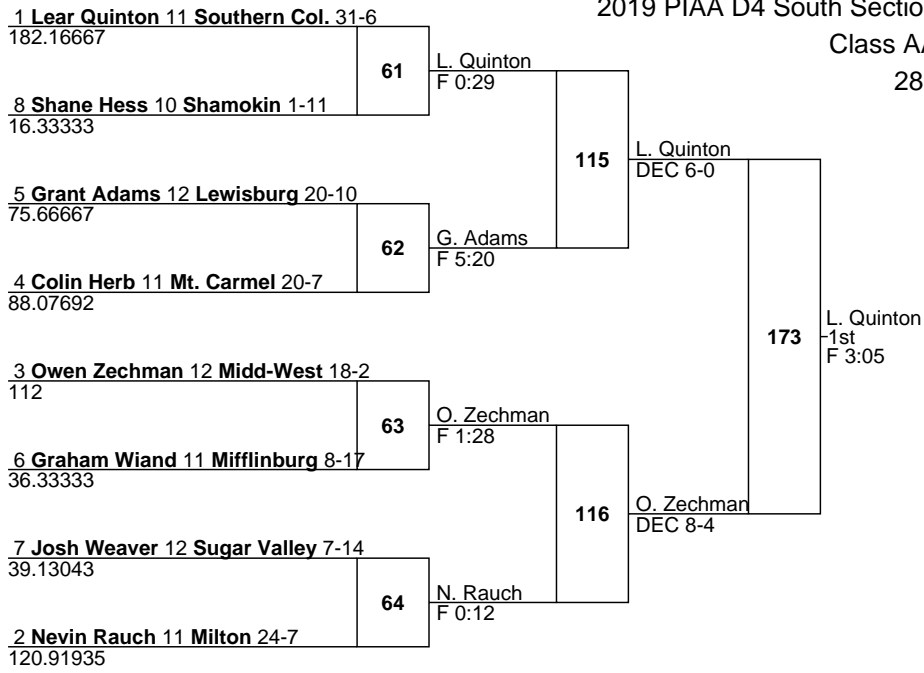 2019 PIAA D4 South Sectio
Class AA
28
1 Lear Quinton 11 Southern Col. 31-6
182.16667
61
L. Quinton
F 0:29
8 Shane Hess 10 Shamokin 1-11
16.33333
115
L. Quinton
DEC 6-0
5 Grant Adams 12 Lewisburg 20-10
75.66667
62
G. Adams
F 5:20
4 Colin Herb 11 Mt. Carmel 20-7
88.07692
173
L. Quinton
1st
F 3:05
3 Owen Zechman 12 Midd-West 18-2
112
63
O. Zechman
F 1:28
6 Graham Wiand 11 Mifflinburg 8-17
36.33333
116
O. Zechman
DEC 8-4
7 Josh Weaver 12 Sugar Valley 7-14
39.13043
64
N. Rauch
F 0:12
2 Nevin Rauch 11 Milton 24-7
120.91935